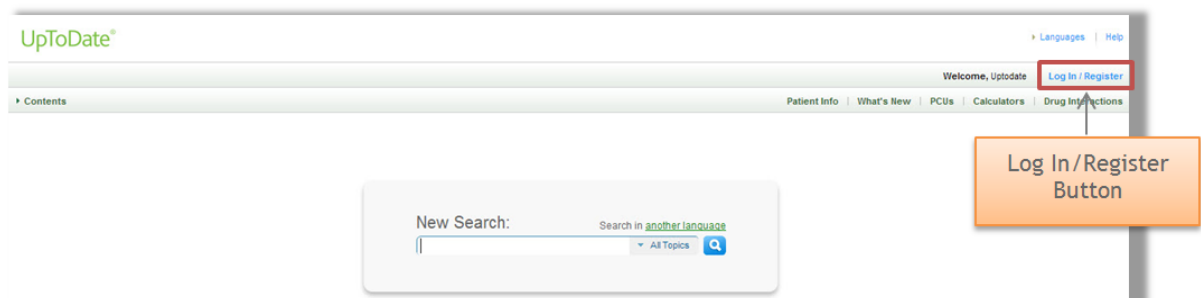 UpToDate®
Languages | Help
Welcome, Uptodate Log In / Register
Contents Patient Info | What's New | PCUs | Calculators | Drug Interactions
Log In/Register
Button
New Search: Search in another language
All Topics